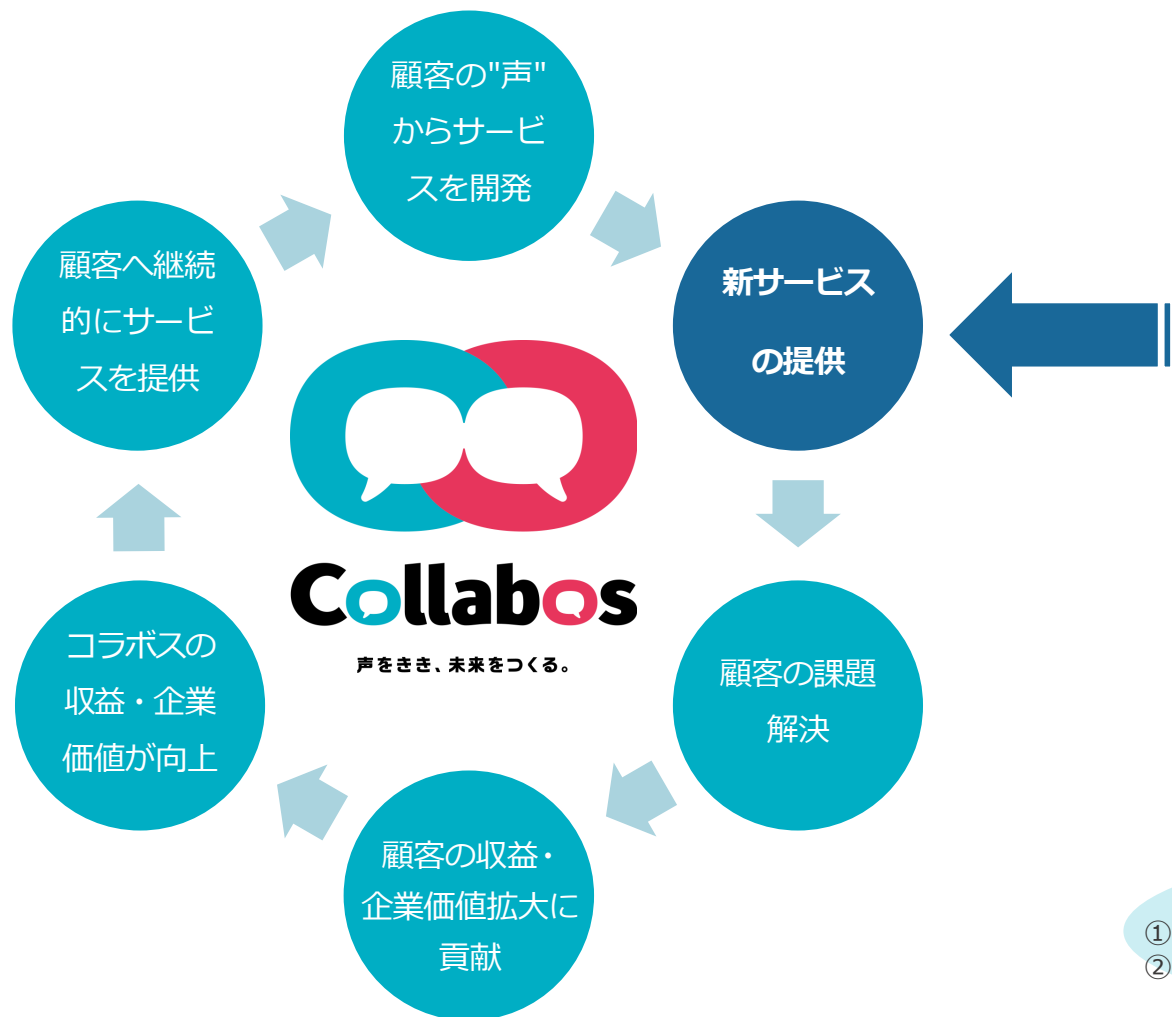 顧客の"声"
からサービ
スを開発
新サービス
の提供
顧客の課題
解決
顧客の収益・
企業価値拡大に
貢献
コラボスの
収益・企業
価値が向上
顧客へ継続
的にサービ
スを提供
Collabos
声をきき、未来をつくる。
①
②